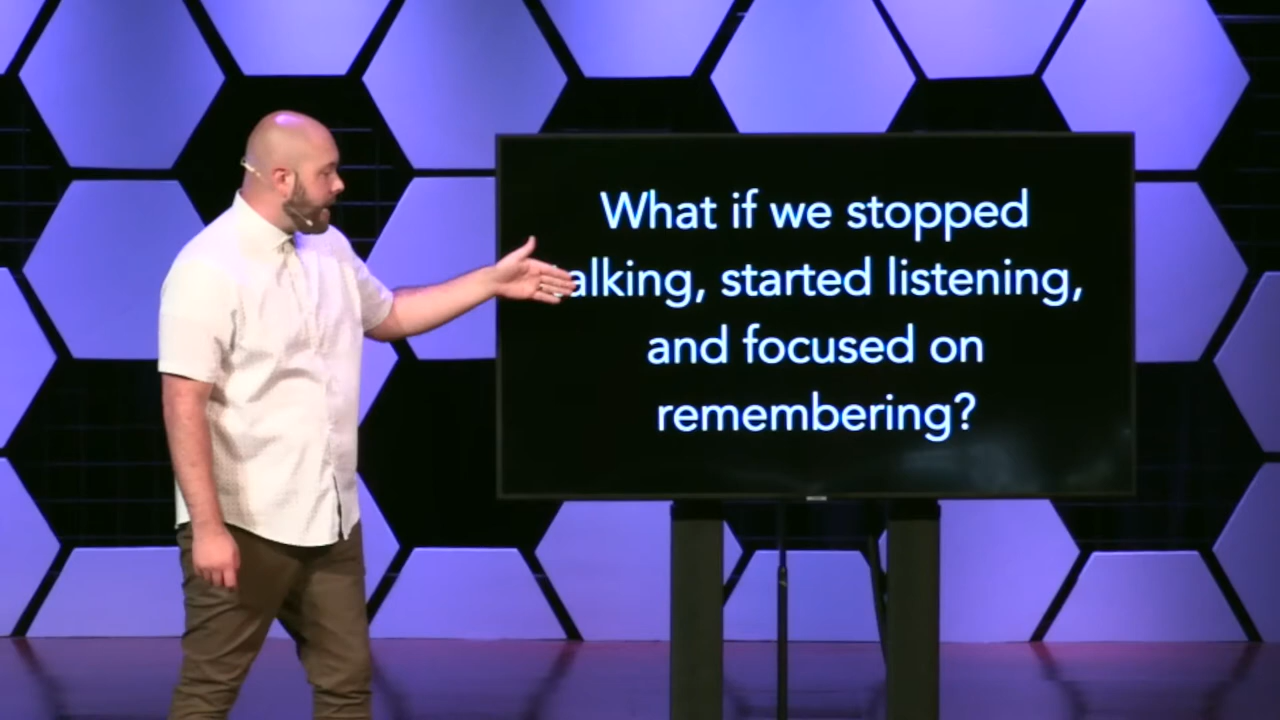 What if we stopped
alking, started listening,
and focused on
remembering?